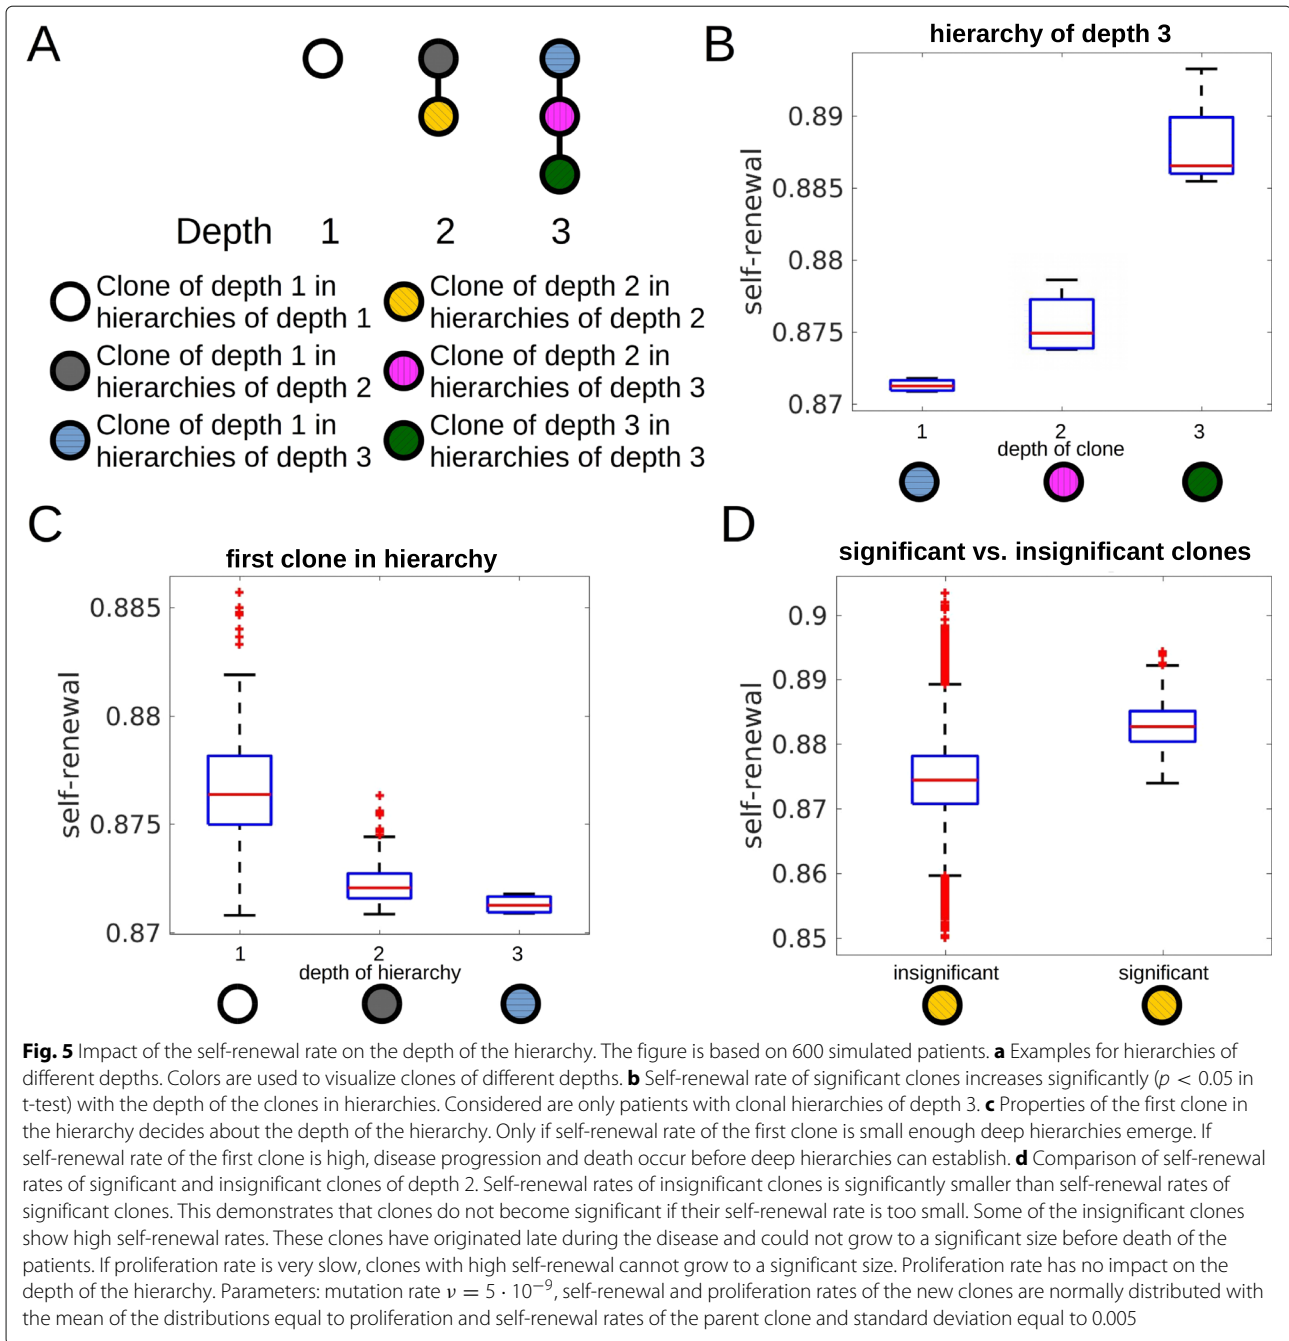 A
Depth 1 2 3
Clone of depth 1 in
hierarchies of depth 1
Clone of depth 2 in
hierarchies of depth 2
Clone of depth 1 in
hierarchies of depth 2
Clone of depth 2 in
hierarchies of depth 3
Clone of depth 1 in
hierarchies of depth 3
Clone of depth 3 in
hierarchies of depth 3
B
hierarchy of depth 3
self-renewal
0.89
0.885
0.88
0.875
0.87
1 2 3
depth of clone
C
first clone in hierarchy
self-renewal
0.885
0.88
0.875
0.87
1 2 3
depth of hierarchy
D
significant vs. insignificant clones
self-renewal
0.9
0.89
0.88
0.87
0.86
0.85
insignificant significant
Fig. 5 Impact of the self-renewal rate on the depth of the hierarchy. The figure is based on 600 simulated patients. a Examples for hierarchies of
different depths. Colors are used to visualize clones of different depths. b Self-renewal rate of significant clones increases significantly (p < 0.05 in
t-test) with the depth of the clones in hierarchies. Considered are only patients with clonal hierarchies of depth 3. c Properties of the first clone in
the hierarchy decides about the depth of the hierarchy. Only if self-renewal rate of the first clone is small enough deep hierarchies emerge. If
self-renewal rate of the first clone is high, disease progression and death occur before deep hierarchies can establish. d Comparison of self-renewal
rates of significant and insignificant clones of depth 2. Self-renewal rates of insignificant clones is significantly smaller than self-renewal rates of
significant clones. This demonstrates that clones do not become significant if their self-renewal rate is too small. Some of the insignificant clones
show high self-renewal rates. These clones have originated late during the disease and could not grow to a significant size before death of the
patients. If proliferation rate is very slow, clones with high self-renewal cannot grow to a significant size. Proliferation rate has no impact on the
depth of the hierarchy. Parameters: mutation rate ν = 5 · 10⁻⁹, self-renewal and proliferation rates of the new clones are normally distributed with
the mean of the distributions equal to proliferation and self-renewal rates of the parent clone and standard deviation equal to 0.005